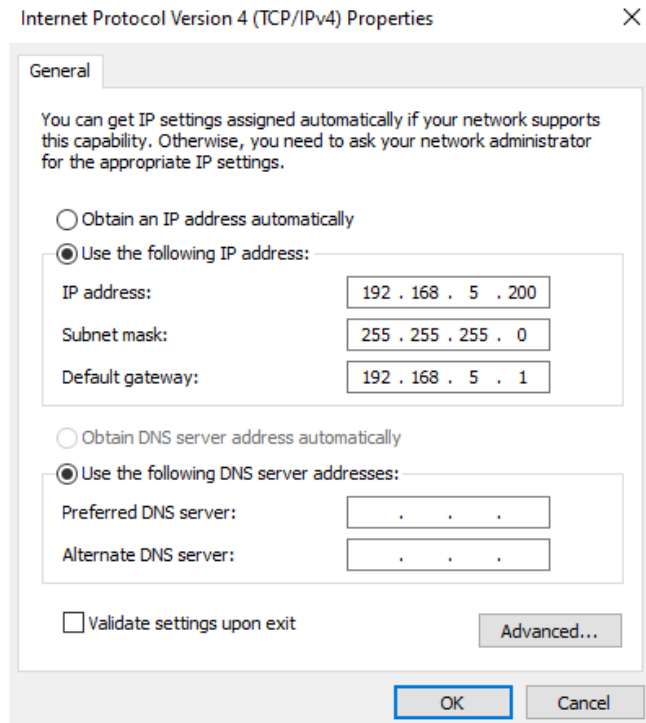 Internet Protocol Version 4 (TCP/IPv4) Properties
General
You can get IP settings assigned automatically if your network supports
this capability. Otherwise, you need to ask your network administrator
for the appropriate IP settings.
Obtain an IP address automatically
Use the following IP address:
IP address: 192 . 168 . 5 . 200
Subnet mask: 255 . 255 . 255 . 0
Default gateway: 192 . 168 . 5 . 1
Obtain DNS server address automatically
Use the following DNS server addresses:
Preferred DNS server: . . .
Alternate DNS server: . . .
Validate settings upon exit
Advanced...
OK Cancel